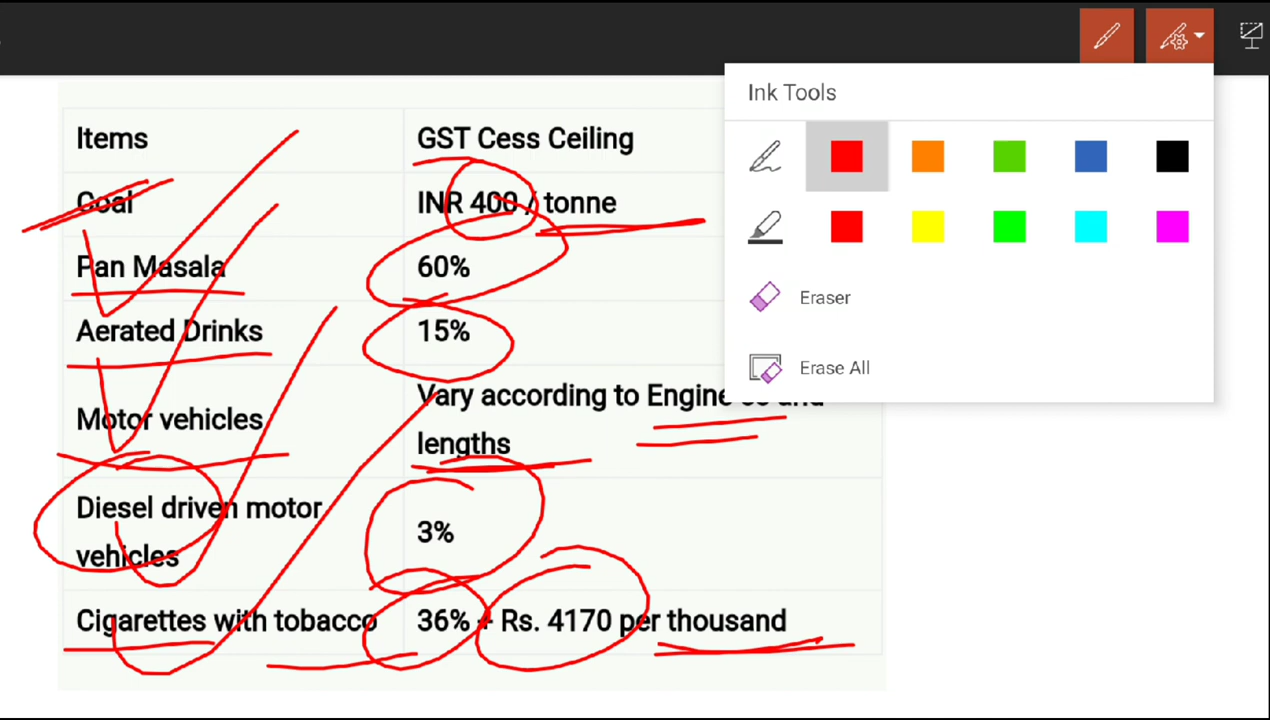 Ink Tools
Items GST Cess Ceiling
Coal INR 400 / tonne
Pan Masala 60%
Eraser
Aerated Drinks 15%
Erase All
Vary according to Engine
Motor vehicles
lengths
Diesel driven motor
3%
vehicles
Cigarettes with tobacco 36% + Rs. 4170 per thousand